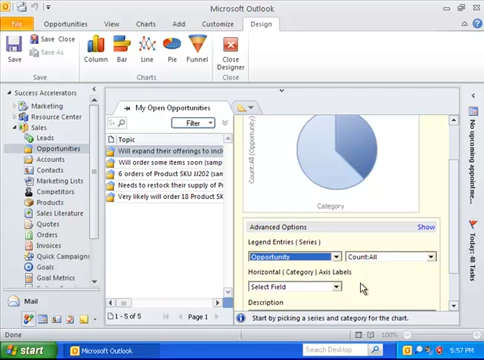 Microsoft Outlook
File
Opportunities
View
Charts
Add
Customize
Design
Save
Save
Close
Save As
Save
Column
Bar
Line
Pie
Funnel
Charts
Close
Designer
Close
Success Accelerators
Marketing
Resource Center
Sales
Leads
Opportunities
Accounts
Contacts
Marketing Lists
Competitors
Products
Sales Literature
Quotes
Orders
Invoices
Quick Campaigns
Goals
Goal Metrics
Mail
My Open Opportunities
Filter
Topic
Will expand their offerings to incl
Will order some items soon (sam
6 orders of Product SKU JJ202 (
Needs to restock their supply of P
Very likely will order 18 Product S
1 - 5 of 5
Page 1
Count:All (Opportunity)
Category
Advanced Options
Show
Legend Entries ( Series )
Opportunity
Count:All
Horizontal ( Category ) Axis Labels
Select Field
Description
Start by picking a series and category for the chart.
No upcoming appointme...
Today: 48 Tasks
Done
100%
start
Microsoft Outlook
Search Desktop
5:57 PM